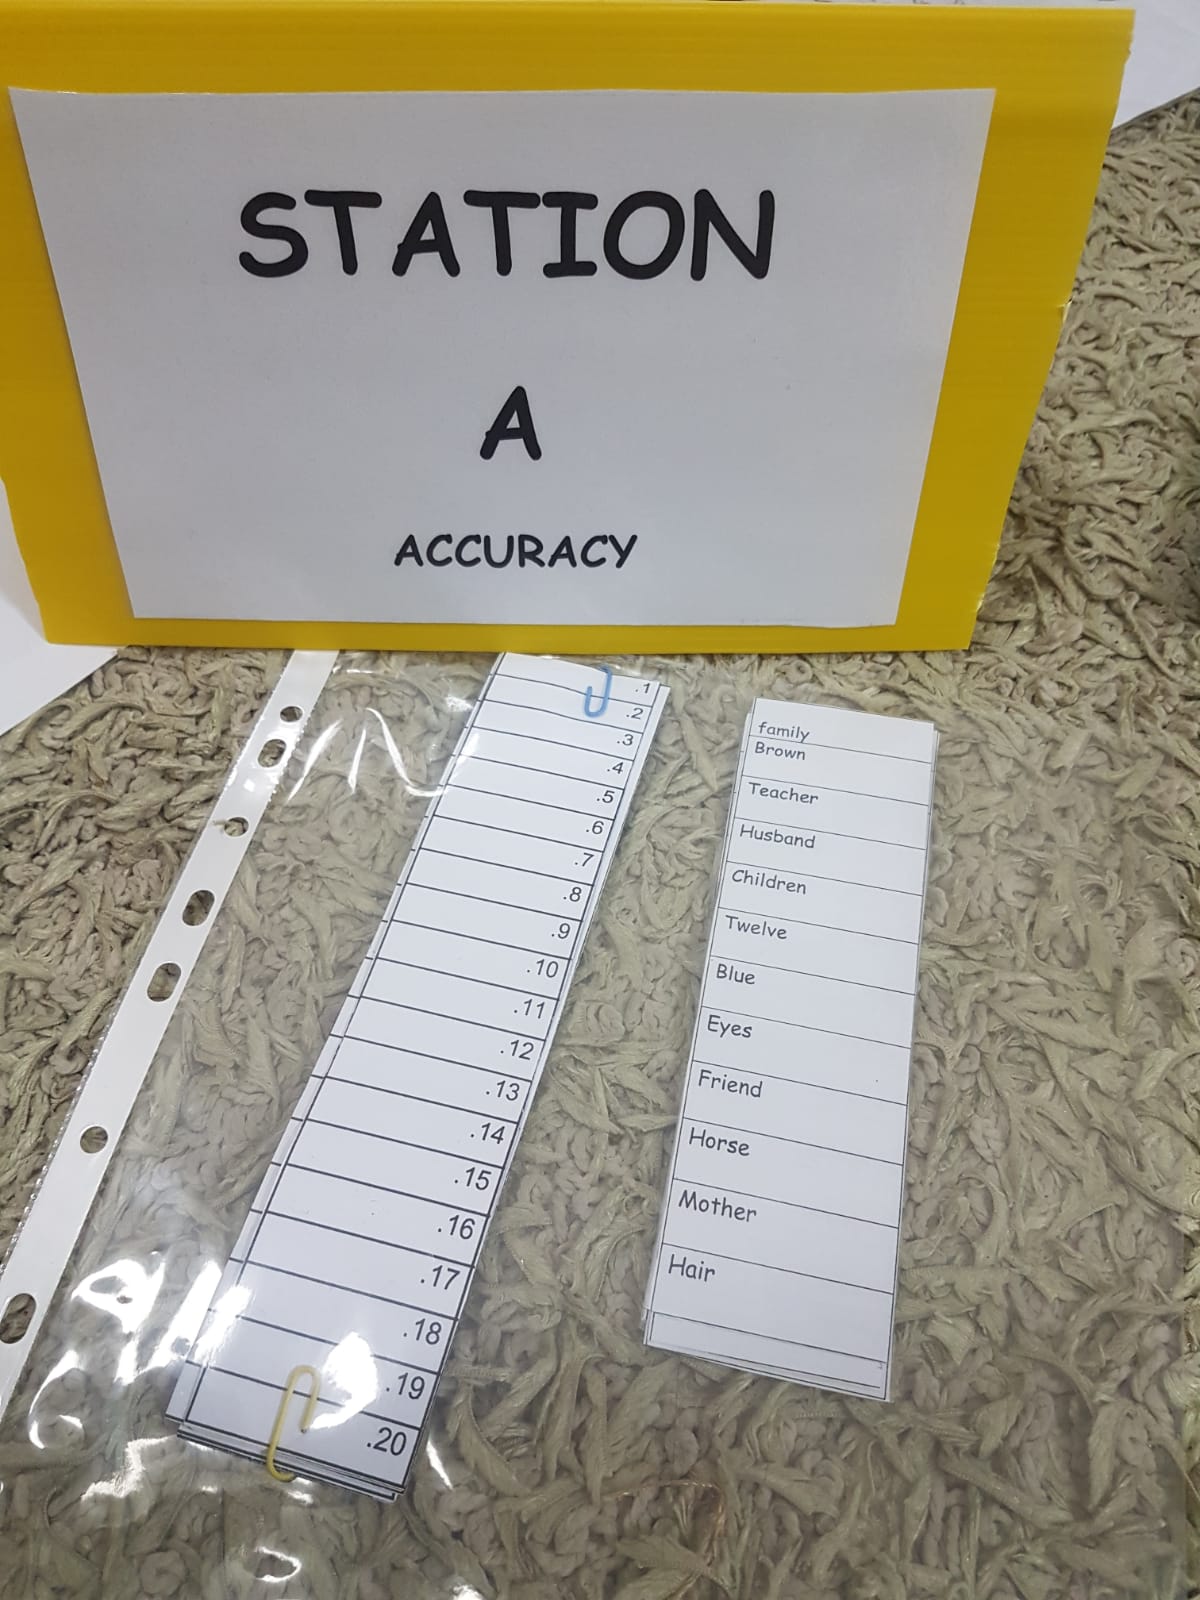 STATION
A
ACCURACY
.1
.2
.3
.4
.5
.6
.7
.8
.9
.10
.11
.12
.13
.14
.15
.16
.17
.18
.19
.20
family
Brown
Teacher
Husband
Children
Twelve
Blue
Eyes
Friend
Horse
Mother
Hair